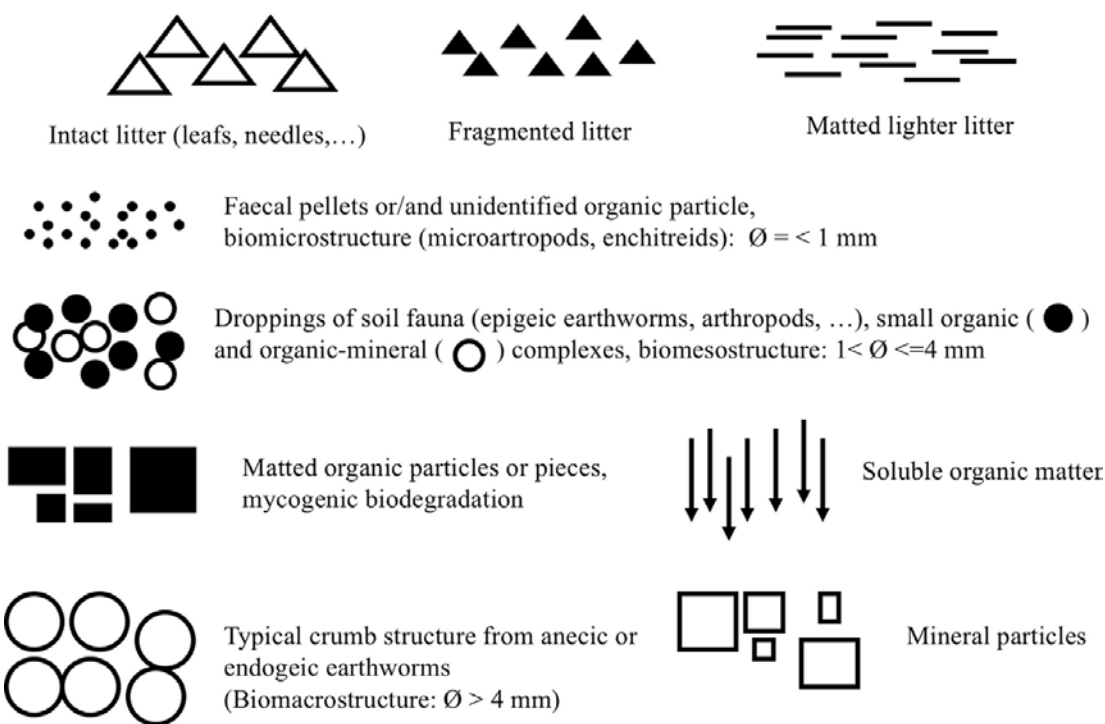 Intact litter (leafs, needles,…)
Fragmented litter
Matted lighter litter
Faecal pellets or/and unidentified organic particle,
biomicrostructure (microartropods, enchitreids): Ø = < 1 mm
Droppings of soil fauna (epigeic earthworms, arthropods, …), small organic ( )
and organic-mineral ( ) complexes, biomesostructure: 1< Ø <=4 mm
Matted organic particles or pieces,
mycogenic biodegradation
Soluble organic matter
Typical crumb structure from anecic or
endogeic earthworms
(Biomacrostructure: Ø > 4 mm)
Mineral particles